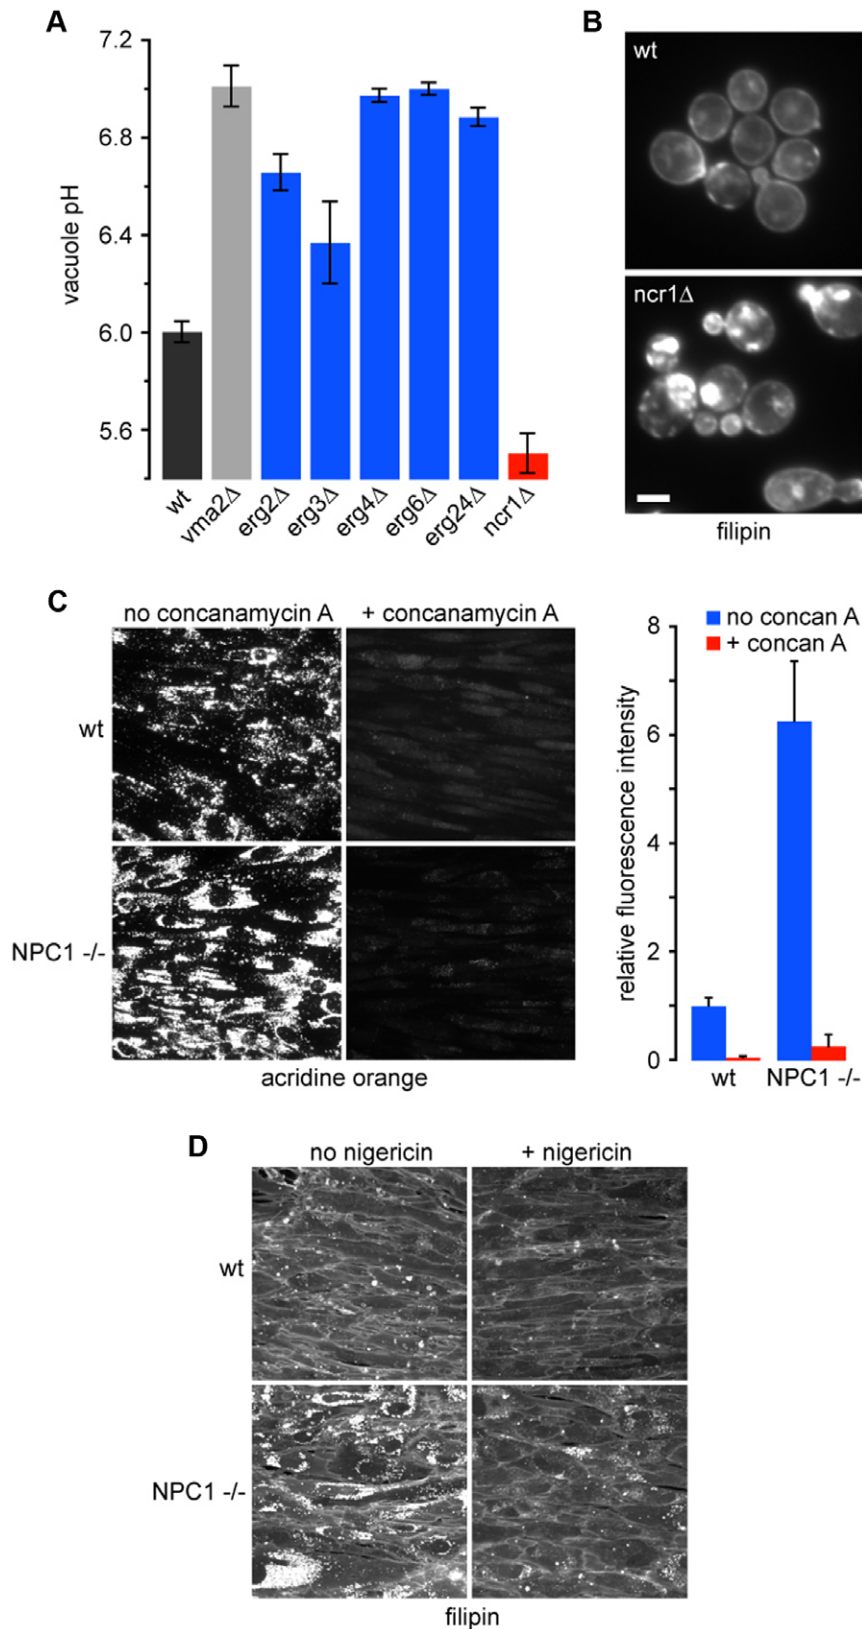 A
7.2
6.8
6.4
6.0
5.6
vacuole pH
wt
vma2Δ
erg2Δ
erg3Δ
erg4Δ
erg6Δ
erg24Δ
ncr1Δ
B
wt
ncr1Δ
filipin
C
no concanamycin A
+ concanamycin A
wt
NPC1 -/-
acridine orange
no concan A
+ concan A
8
6
4
2
0
relative fluorescence intensity
wt
NPC1 -/-
D
no nigericin
+ nigericin
wt
NPC1 -/-
filipin